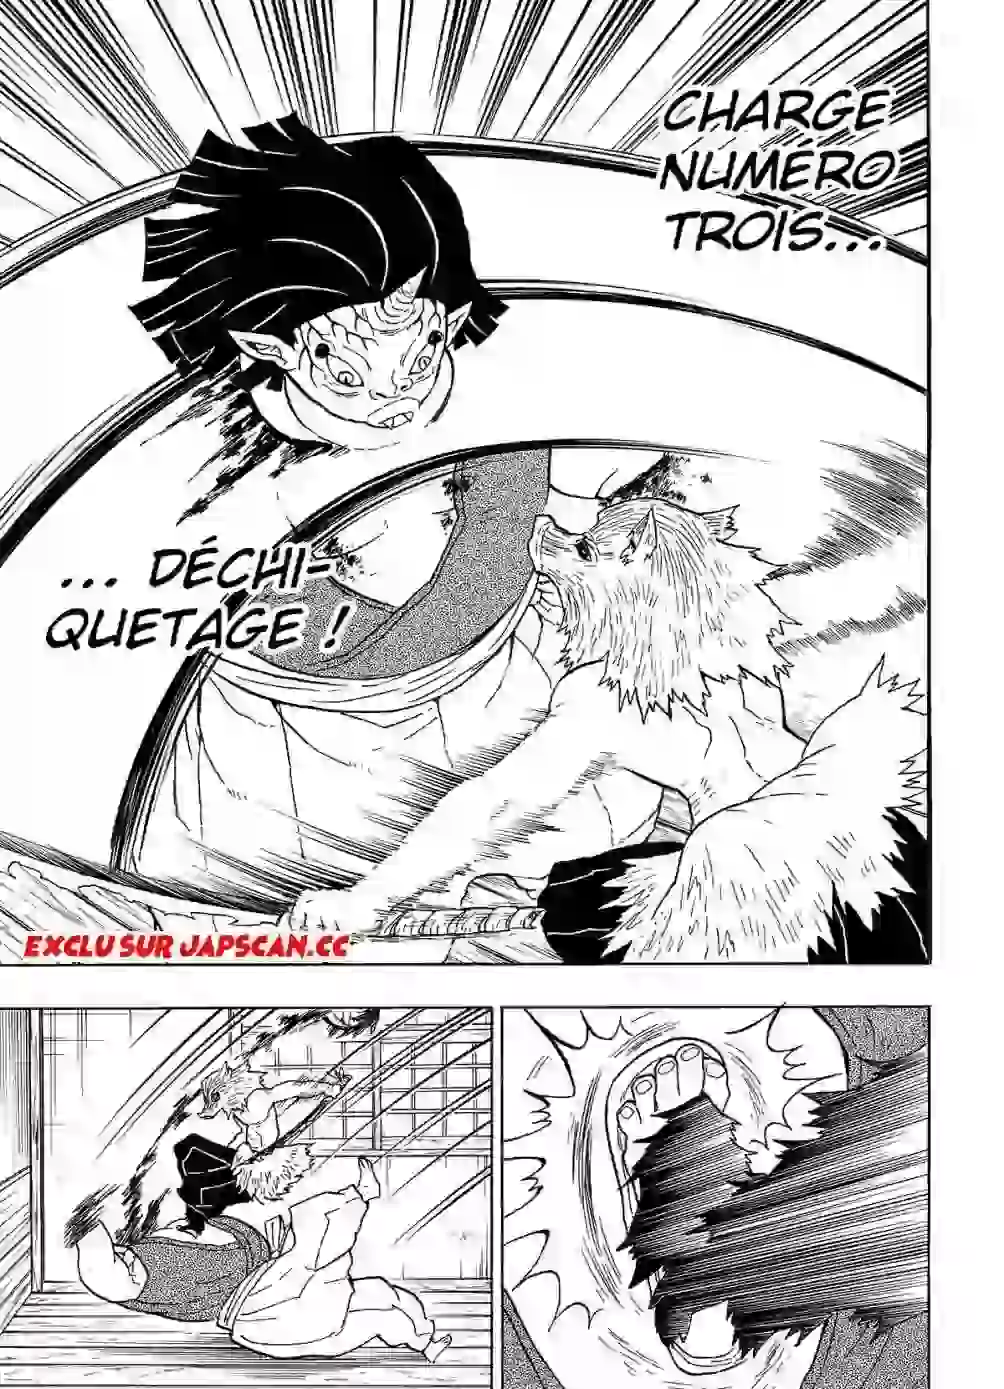 CHARGE
NUMÉRO
TROIS...
... DÉCHI-
QUETAGE !
EXCLU SUR JAPSCAN.CC